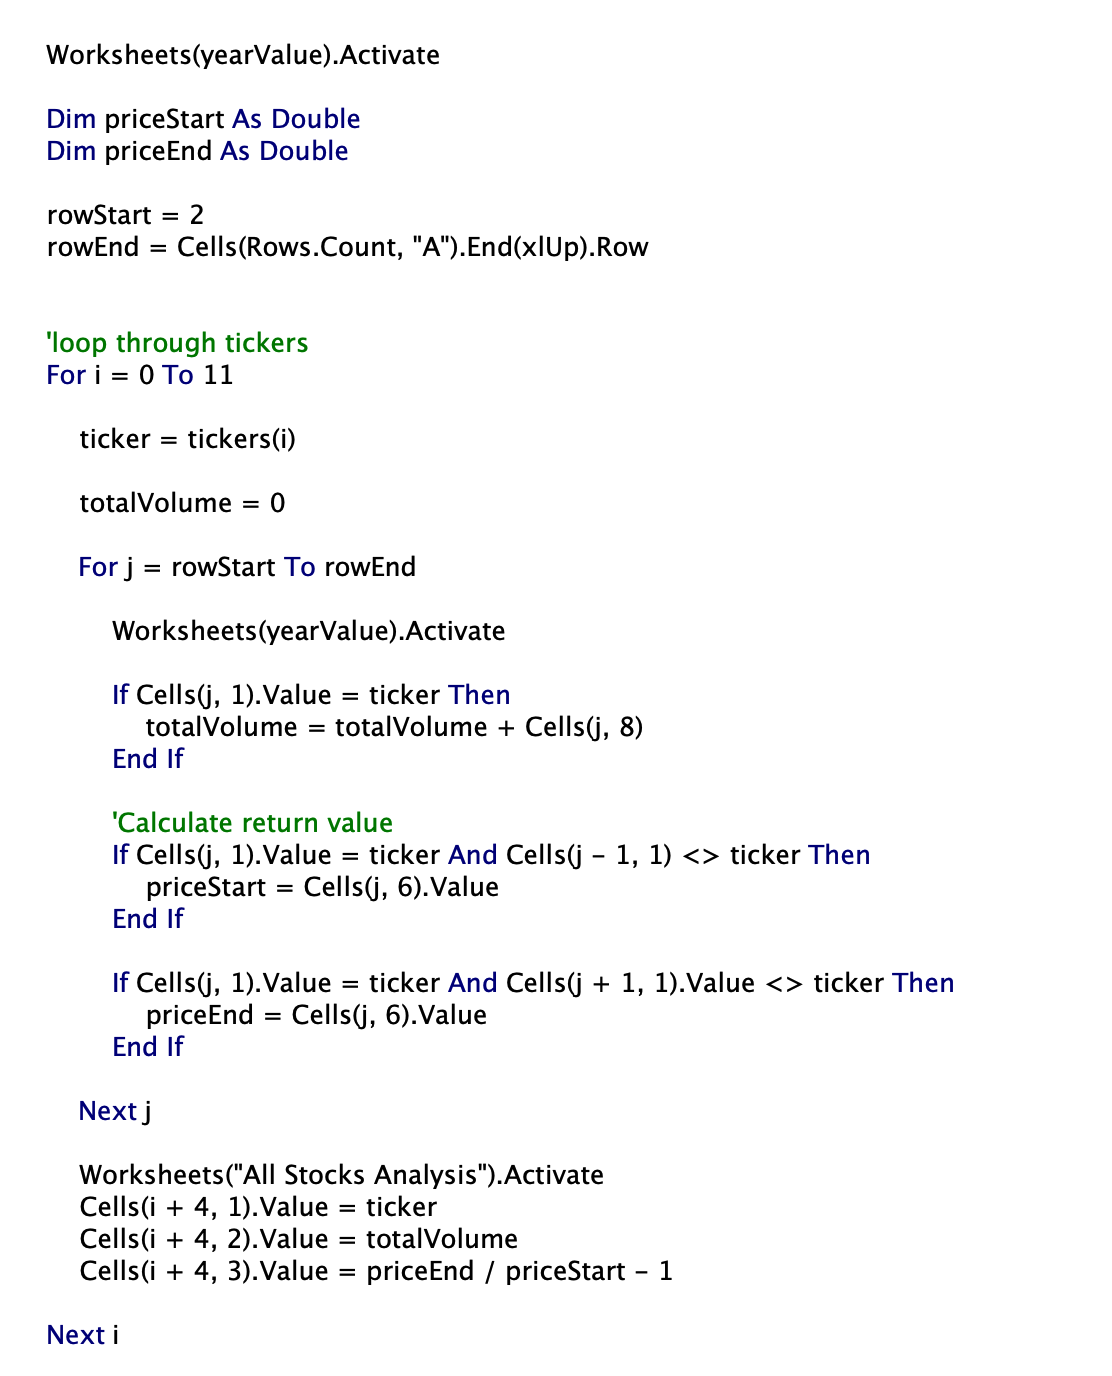 Worksheets(yearValue).Activate
Dim priceStart As Double
Dim priceEnd As Double
rowStart = 2
rowEnd = Cells(Rows.Count, "A").End(xlUp).Row
'loop through tickers
For i = 0 To 11
ticker = tickers(i)
totalVolume = 0
For j = rowStart To rowEnd
Worksheets(yearValue).Activate
If Cells(j, 1).Value = ticker Then
totalVolume = totalVolume + Cells(j, 8)
End If
'Calculate return value
If Cells(j, 1).Value = ticker And Cells(j - 1, 1) <> ticker Then
priceStart = Cells(j, 6).Value
End If
If Cells(j, 1).Value = ticker And Cells(j + 1, 1).Value <> ticker Then
priceEnd = Cells(j, 6).Value
End If
Next j
Worksheets("All Stocks Analysis").Activate
Cells(i + 4, 1).Value = ticker
Cells(i + 4, 2).Value = totalVolume
Cells(i + 4, 3).Value = priceEnd / priceStart - 1
Next i